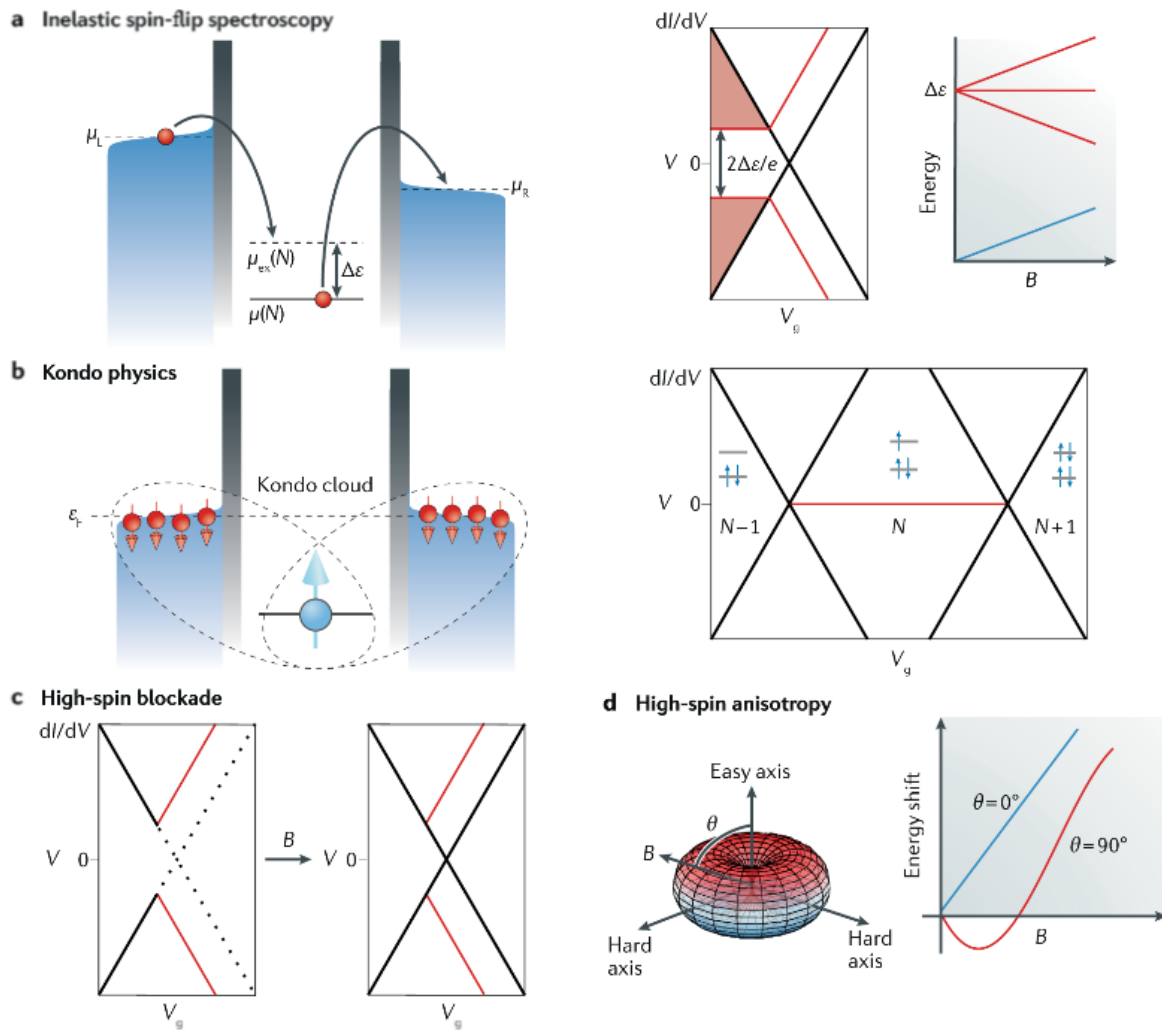 a Inelastic spin-flip spectroscopy
μL
μR
μex(N)
Δε
μ(N)
dI/dV
V 0
2Δε/e
Vg
Δε
Energy
B
b Kondo physics
Kondo cloud
εF
dI/dV
V 0
N−1
N
N+1
Vg
c High-spin blockade
dI/dV
V 0
Vg
B
V 0
Vg
d High-spin anisotropy
Easy axis
θ
B
Hard
axis
Hard
axis
Energy shift
θ=0°
θ=90°
B